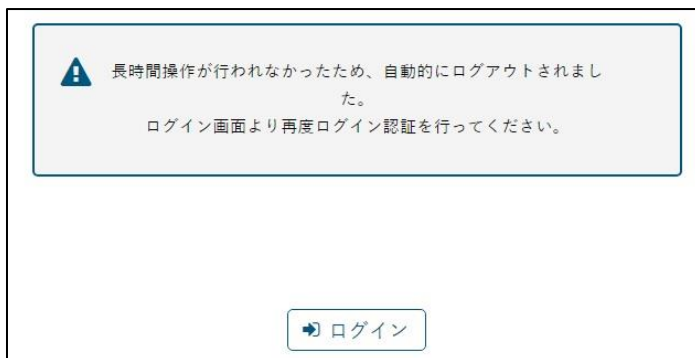 長時間操作が行われなかったため、自動的にログアウトされまし
た。
ログイン画面より再度ログイン認証を行ってください。
ログイン